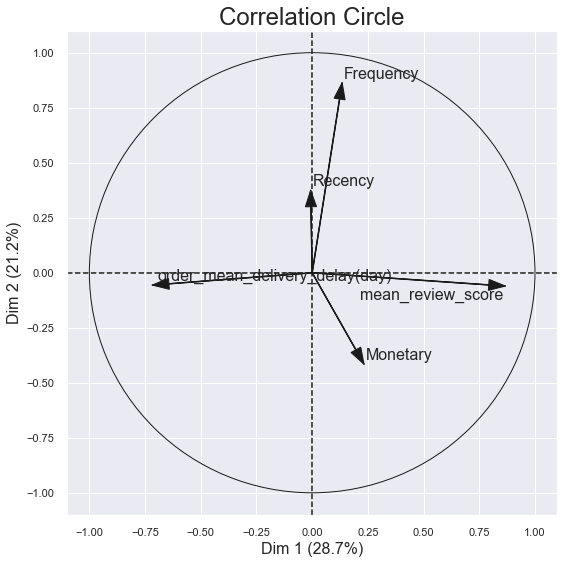 Correlation Circle
1.00
Frequency
0.75
0.50
Recency
0.25
0.00
order_mean_delivery_delay(day)
mean_review_score
−0.25
Monetary
−0.50
−0.75
−1.00
Dim 2 (21.2%)
−1.00 −0.75 −0.50 −0.25 0.00 0.25 0.50 0.75 1.00
Dim 1 (28.7%)